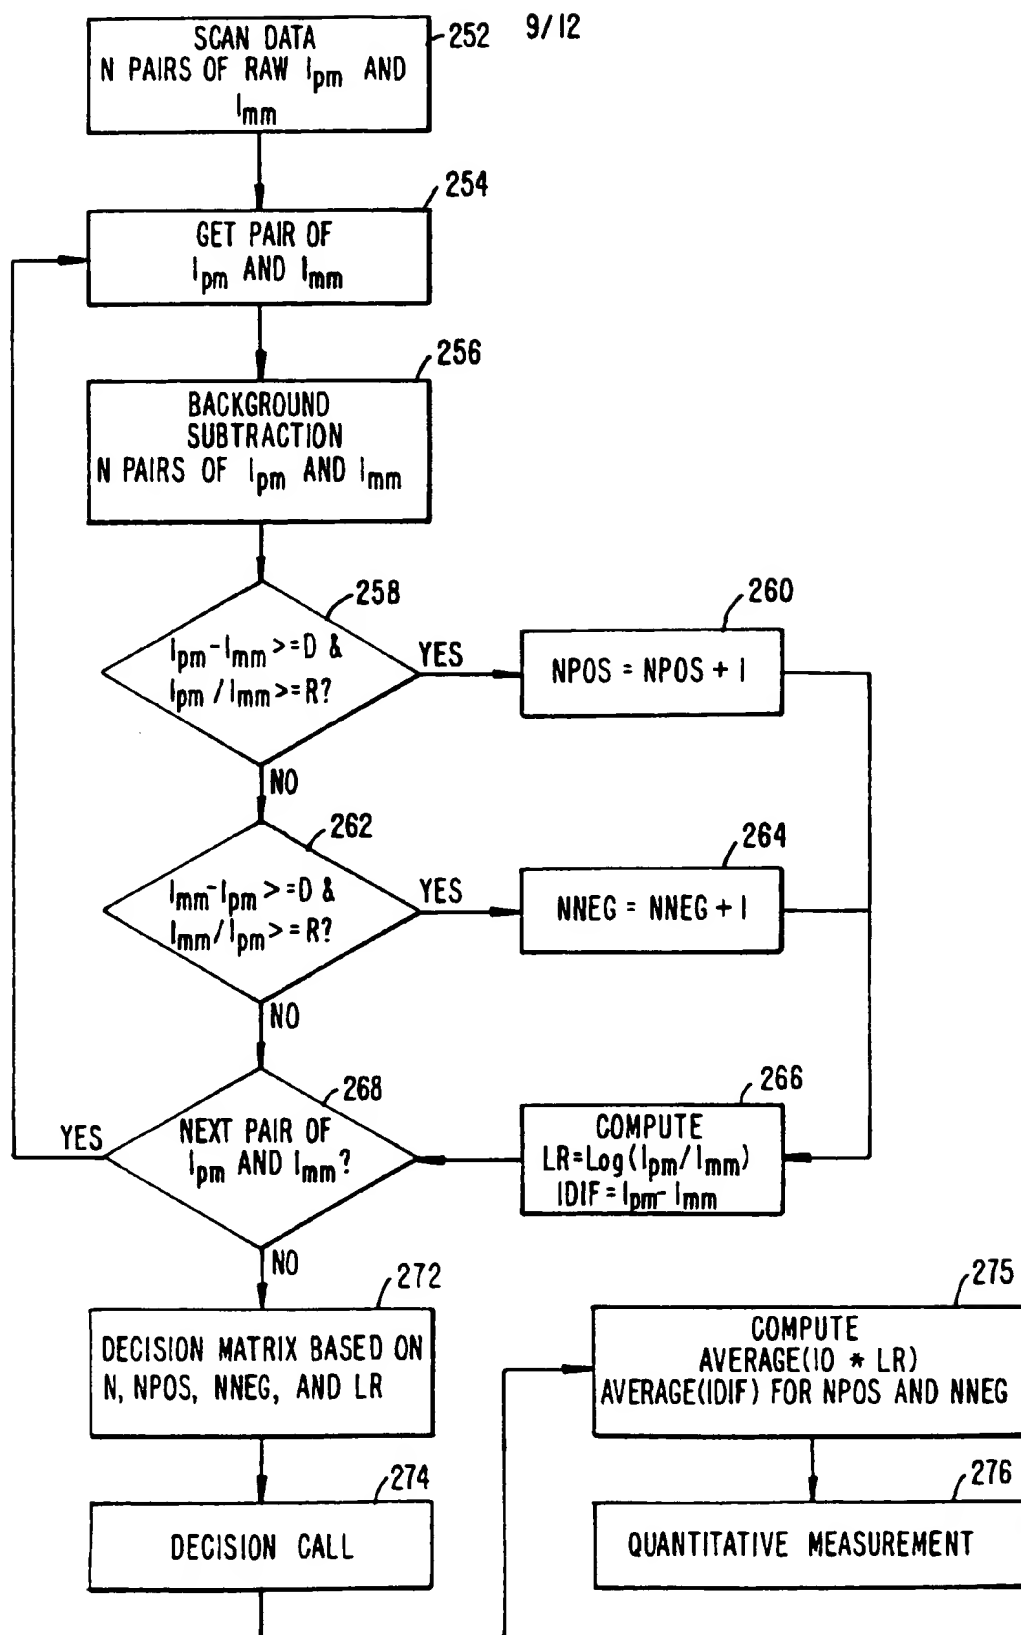 9/12
SCAN DATA
N PAIRS OF RAW Ipm AND
Imm
252
GET PAIR OF
Ipm AND Imm
254
BACKGROUND
SUBTRACTION
N PAIRS OF Ipm AND Imm
256
Ipm-Imm>=D &
Ipm/Imm>=R?
258
YES
NPOS = NPOS + 1
260
NO
Imm-Ipm>=D &
Imm/Ipm>=R?
262
YES
NNEG = NNEG + 1
264
NO
NEXT PAIR OF
Ipm AND Imm?
268
YES
COMPUTE
LR=Log(Ipm/Imm)
IDIF=Ipm-Imm
266
NO
DECISION MATRIX BASED ON
N, NPOS, NNEG, AND LR
272
DECISION CALL
274
COMPUTE
AVERAGE(10 * LR)
AVERAGE(IDIF) FOR NPOS AND NNEG
275
QUANTITATIVE MEASUREMENT
276